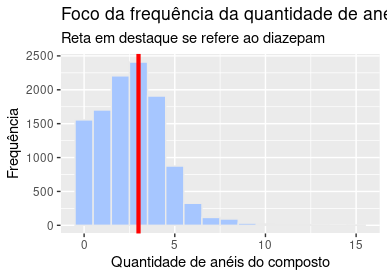 Foco da frequência da quantidade de ané
Reta em destaque se refere ao diazepam
2500
2000
1500
1000
500
0
Frequência
0 5 10 15
Quantidade de anéis do composto